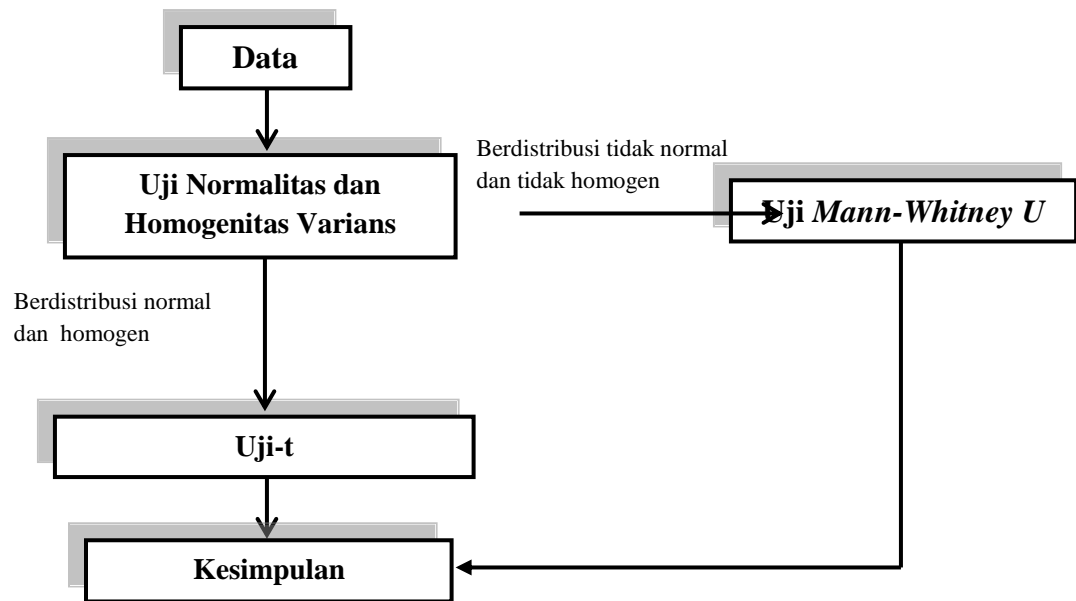 Data
Uji Normalitas dan
Homogenitas Varians
Berdistribusi tidak normal
dan tidak homogen
Uji Mann-Whitney U
Berdistribusi normal
dan homogen
Uji-t
Kesimpulan